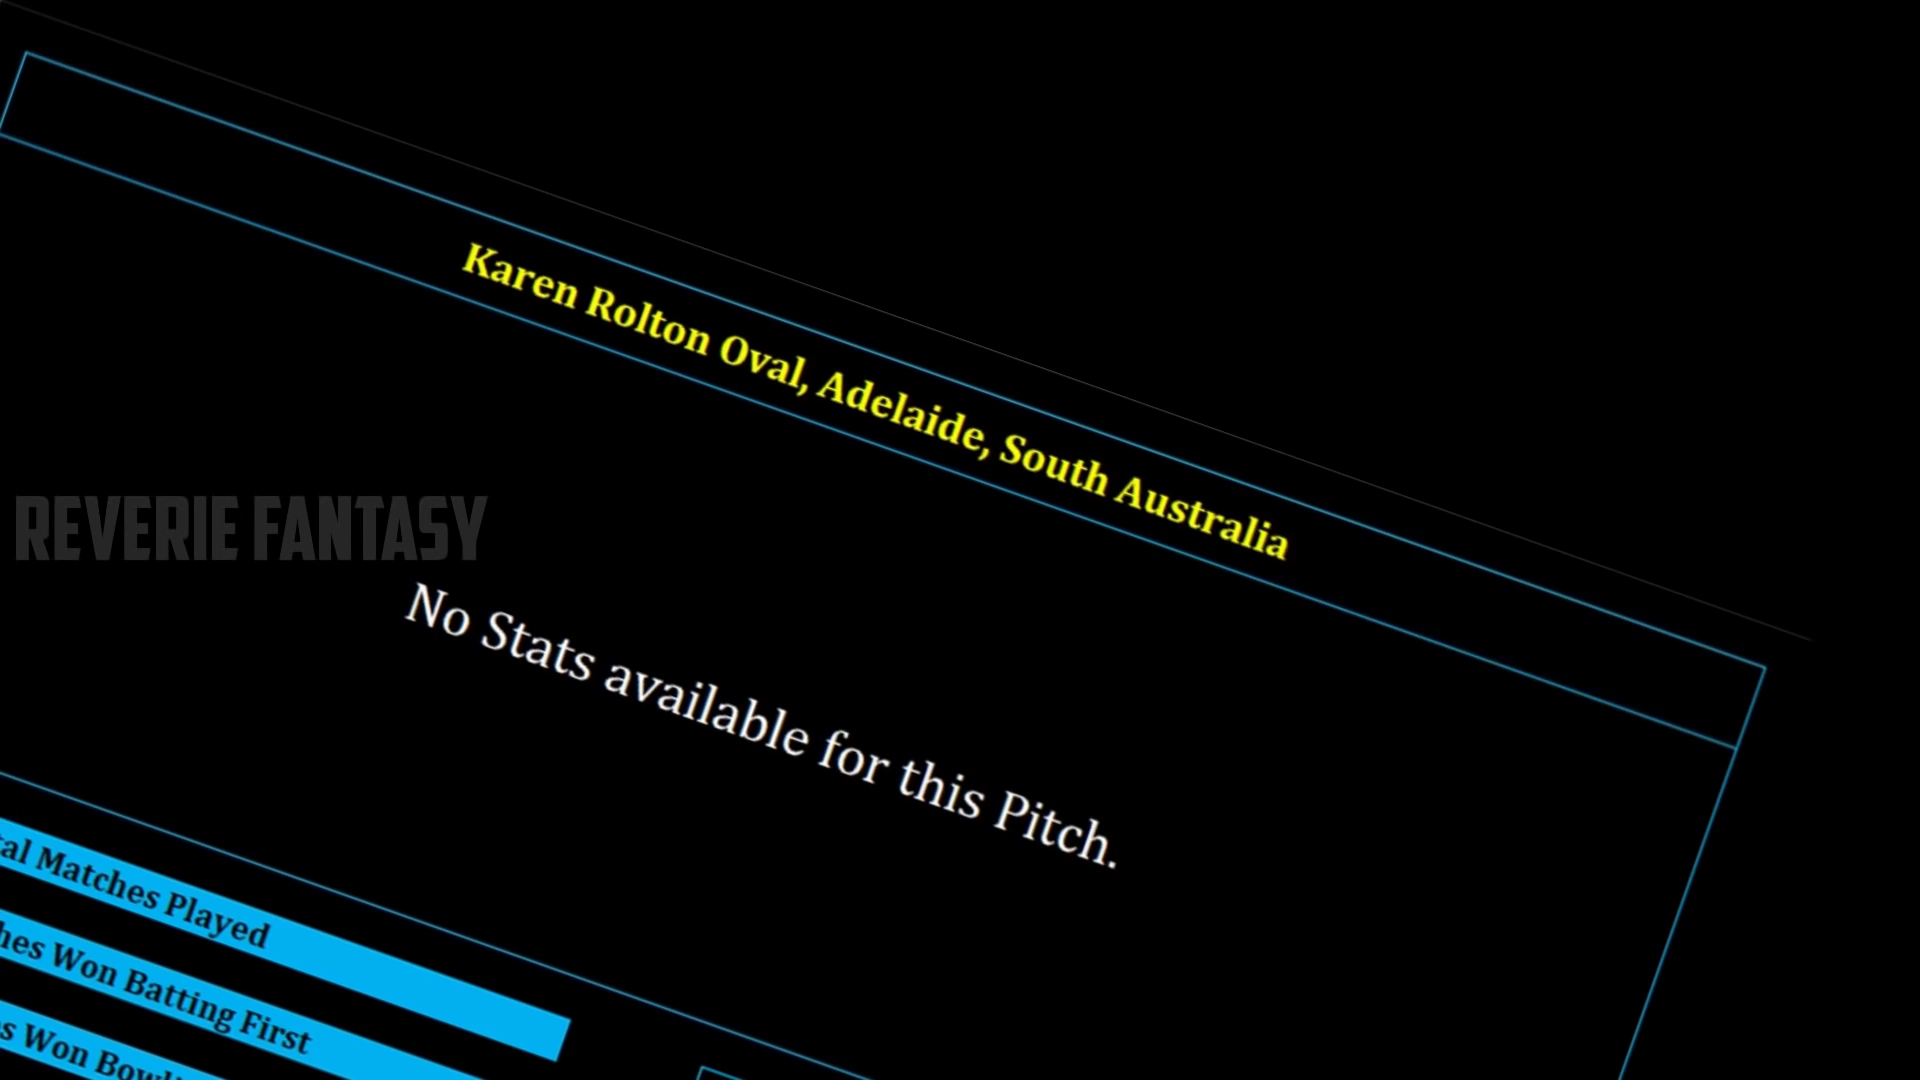 Karen Rolton Oval, Adelaide, South Australia
REVERIE FANTASY
No Stats available for this Pitch.
Matches Played
Won Batting First
Won